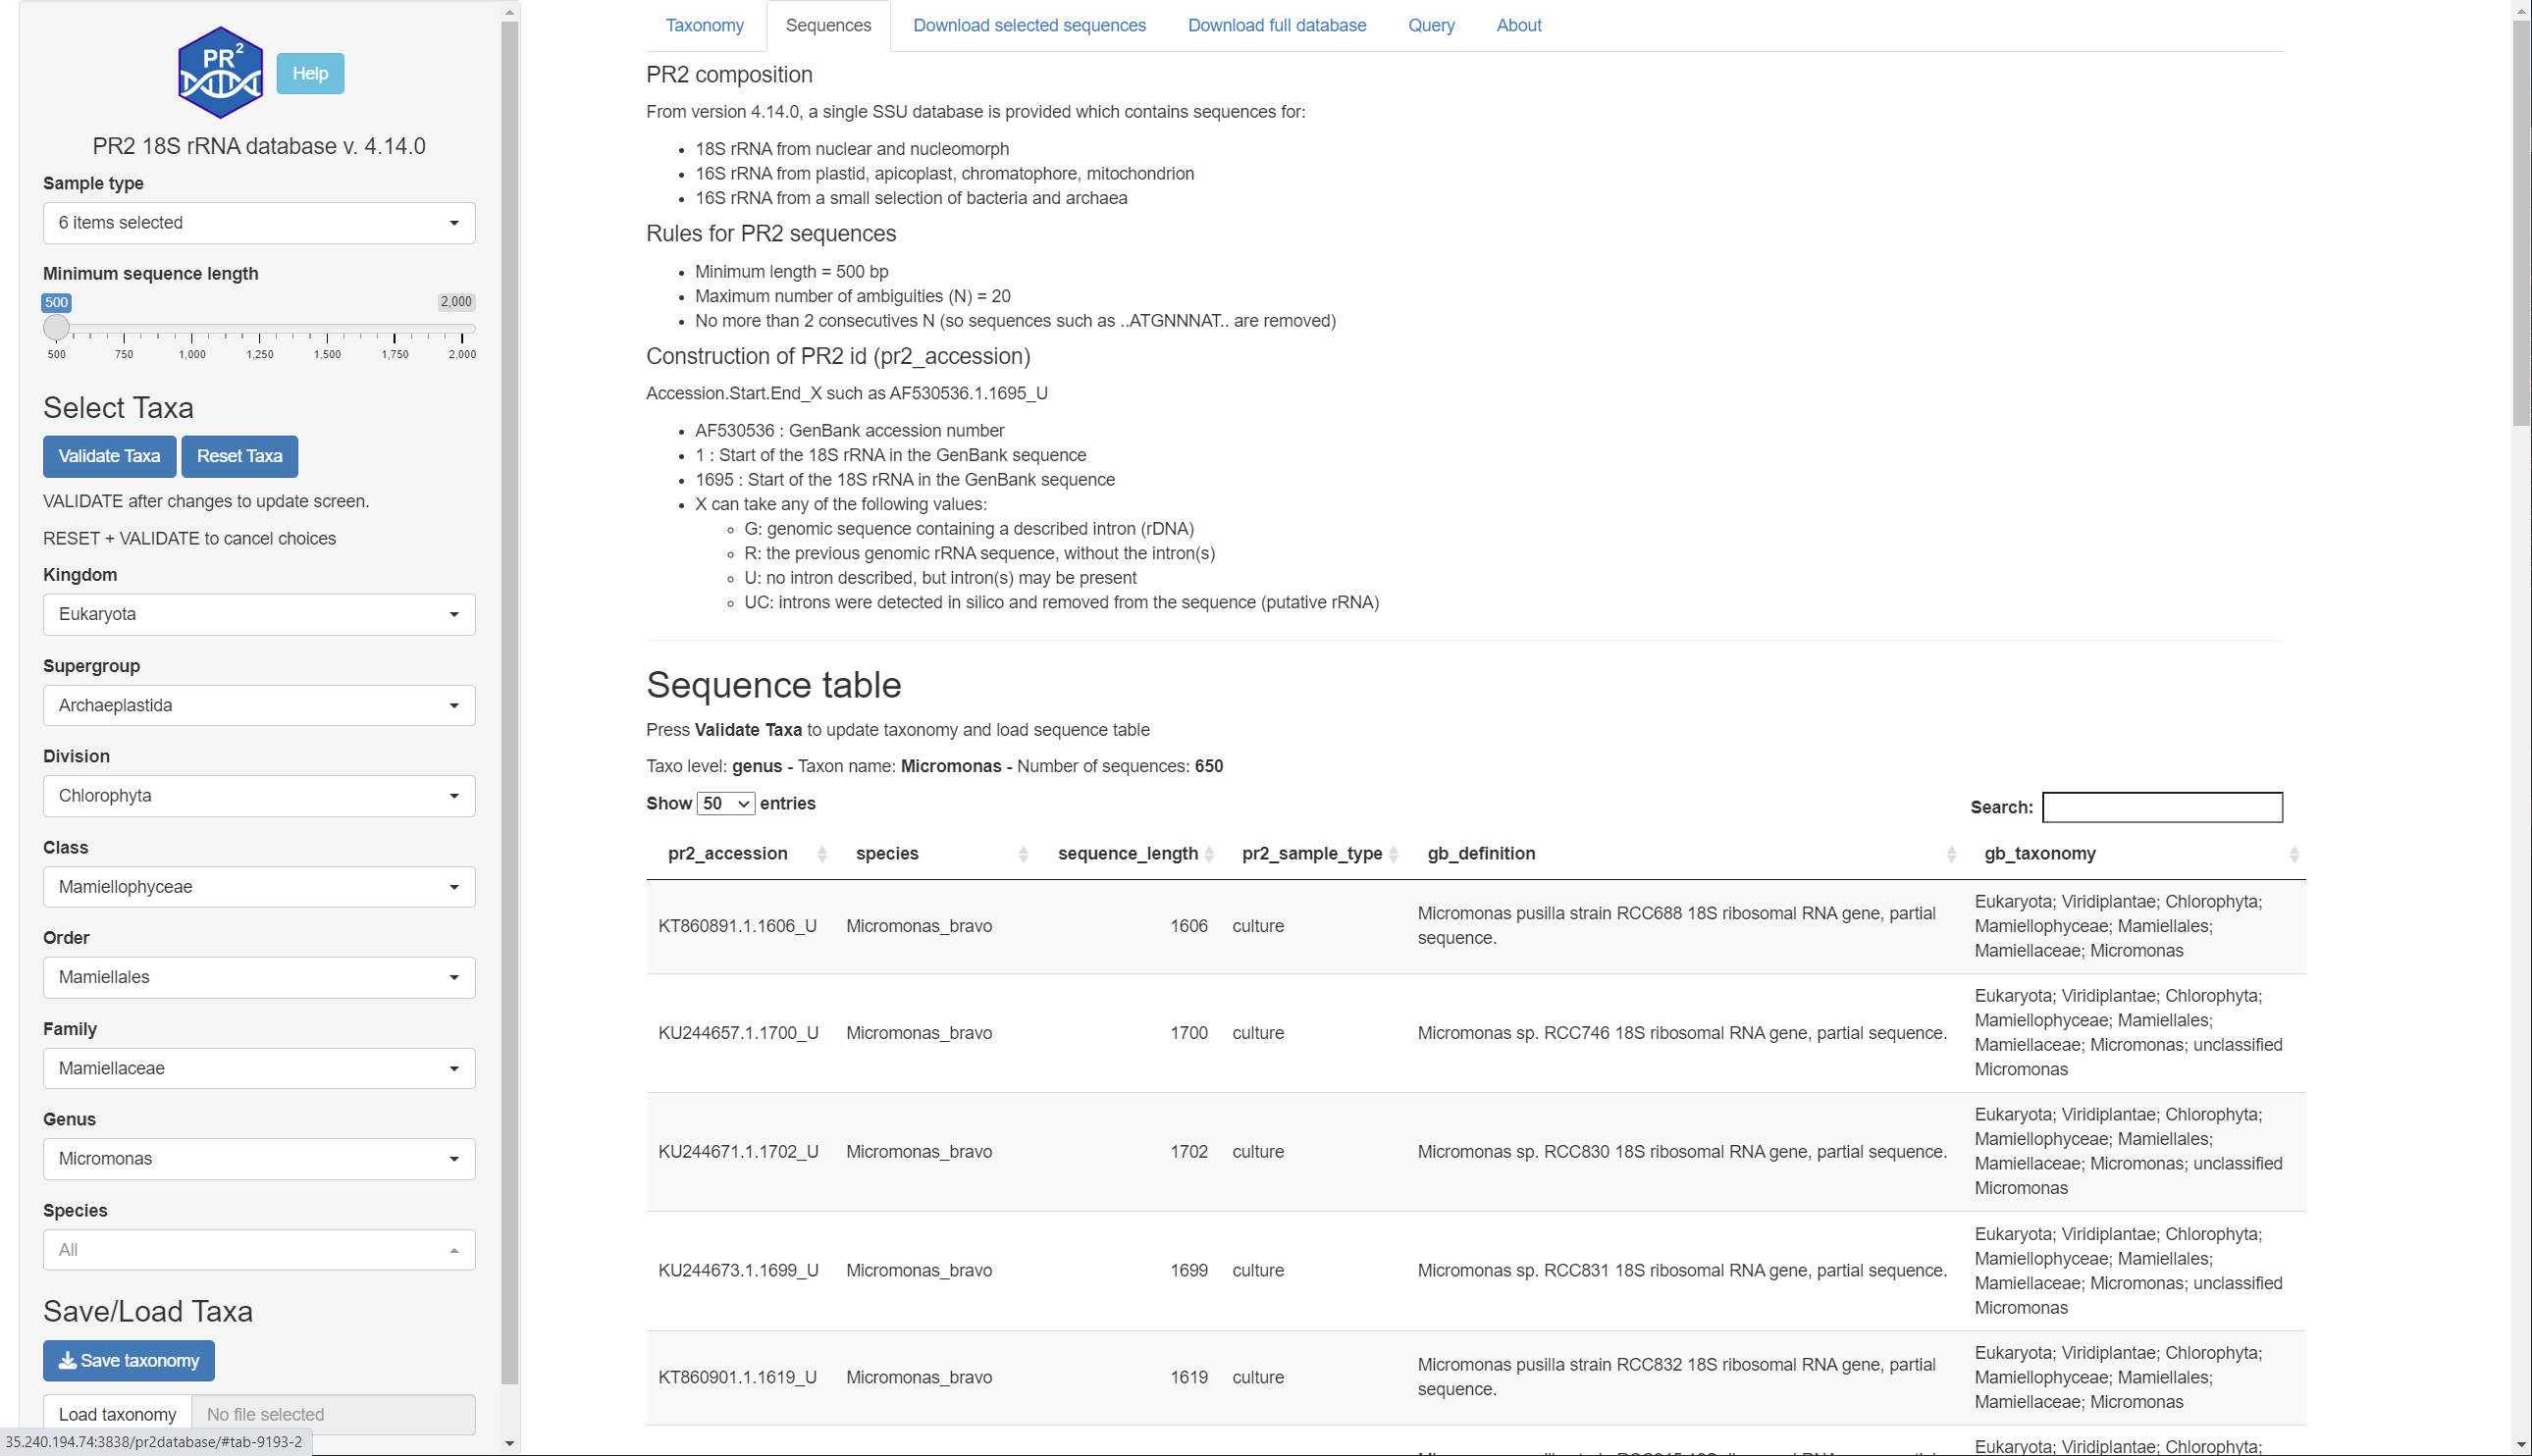 PR2
Help
PR2 18S rRNA database v. 4.14.0
Sample type
6 items selected
Minimum sequence length
500 2,000
500 750 1,000 1,250 1,500 1,750 2,000
Select Taxa
Validate Taxa Reset Taxa
VALIDATE after changes to update screen.
RESET + VALIDATE to cancel choices
Kingdom
Eukaryota
Supergroup
Archaeplastida
Division
Chlorophyta
Class
Mamiellophyceae
Order
Mamiellales
Family
Mamiellaceae
Genus
Micromonas
Species
All
Save/Load Taxa
Save taxonomy
Load taxonomy No file selected
35.240.194.74:3838/pr2database/#tab-9193-2
Taxonomy Sequences Download selected sequences Download full database Query About
PR2 composition
From version 4.14.0, a single SSU database is provided which contains sequences for:
• 18S rRNA from nuclear and nucleomorph
• 16S rRNA from plastid, apicoplast, chromatophore, mitochondrion
• 16S rRNA from a small selection of bacteria and archaea
Rules for PR2 sequences
• Minimum length = 500 bp
• Maximum number of ambiguities (N) = 20
• No more than 2 consecutives N (so sequences such as ..ATGNNNAT.. are removed)
Construction of PR2 id (pr2_accession)
Accession.Start.End_X such as AF530536.1.1695_U
• AF530536 : GenBank accession number
• 1 : Start of the 18S rRNA in the GenBank sequence
• 1695 : Start of the 18S rRNA in the GenBank sequence
• X can take any of the following values:
◦ G: genomic sequence containing a described intron (rDNA)
◦ R: the previous genomic rRNA sequence, without the intron(s)
◦ U: no intron described, but intron(s) may be present
◦ UC: introns were detected in silico and removed from the sequence (putative rRNA)
Sequence table
Press Validate Taxa to update taxonomy and load sequence table
Taxo level: genus - Taxon name: Micromonas - Number of sequences: 650
Show 50 entries Search:
pr2_accession species sequence_length pr2_sample_type gb_definition gb_taxonomy
KT860891.1.1606_U Micromonas_bravo 1606 culture Micromonas pusilla strain RCC688 18S ribosomal RNA gene, partial
sequence.
Eukaryota; Viridiplantae; Chlorophyta;
Mamiellophyceae; Mamiellales;
Mamiellaceae; Micromonas
KU244657.1.1700_U Micromonas_bravo 1700 culture Micromonas sp. RCC746 18S ribosomal RNA gene, partial sequence.
Eukaryota; Viridiplantae; Chlorophyta;
Mamiellophyceae; Mamiellales;
Mamiellaceae; Micromonas; unclassified
Micromonas
KU244671.1.1702_U Micromonas_bravo 1702 culture Micromonas sp. RCC830 18S ribosomal RNA gene, partial sequence.
Eukaryota; Viridiplantae; Chlorophyta;
Mamiellophyceae; Mamiellales;
Mamiellaceae; Micromonas; unclassified
Micromonas
KU244673.1.1699_U Micromonas_bravo 1699 culture Micromonas sp. RCC831 18S ribosomal RNA gene, partial sequence.
Eukaryota; Viridiplantae; Chlorophyta;
Mamiellophyceae; Mamiellales;
Mamiellaceae; Micromonas; unclassified
Micromonas
KT860901.1.1619_U Micromonas_bravo 1619 culture Micromonas pusilla strain RCC832 18S ribosomal RNA gene, partial
sequence.
Eukaryota; Viridiplantae; Chlorophyta;
Mamiellophyceae; Mamiellales;
Mamiellaceae; Micromonas
Eukaryota; Viridiplantae; Chlorophyta;